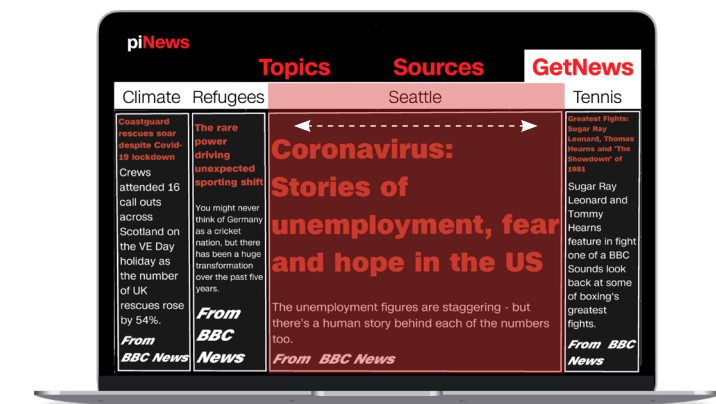 piNews
Topics Sources GetNews
Climate Refugees Seattle Tennis
Coastguard
rescues soar
despite Covid-
19 lockdown
Crews
attended 16
call outs
across
Scotland on
the VE Day
holiday as
the number
of UK
rescues rose
by 54%.
From
BBC News
The rare
power
driving
unexpected
sporting shift
You might never
think of Germany
as a cricket
nation, but there
has been a huge
transformation
over the past five
years.
From
BBC
News
Coronavirus:
Stories of
unemployment, fear
and hope in the US
The unemployment figures are staggering - but
there's a human story behind each of the numbers
too.
From BBC News
Greatest Fights:
Sugar Ray
Leonard, Thomas
Hearns and 'The
Showdown' of
1981
Sugar Ray
Leonard and
Tommy
Hearns
feature in fight
one of a BBC
Sounds look
back at some
of boxing's
greatest
fights.
From BBC
News